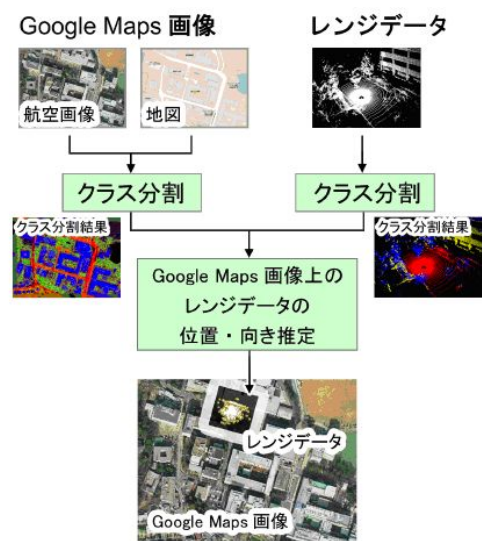 Google Maps 画像
レンジデータ
航空画像
地図
クラス分割
クラス分割
クラス分割結果
クラス分割結果
Google Maps 画像上の
レンジデータの
位置・向き推定
レンジデータ
Google Maps 画像